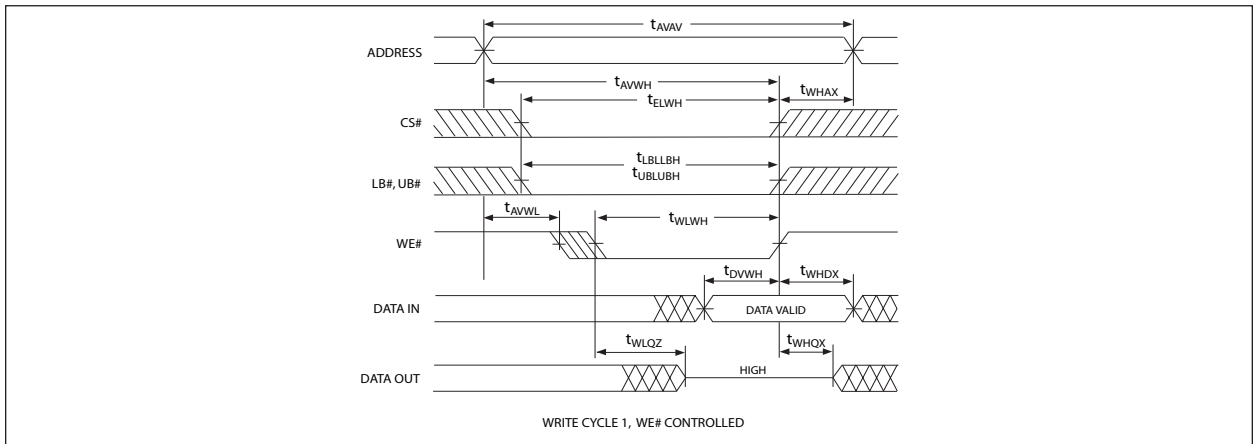 tAVAV
ADDRESS
tAVWH
tELWH
tWHAX
CS#
tLBLLBH
tUBLUBH
LB#, UB#
tAVWL
tWLWH
WE#
tDVWH
tWHDX
DATA IN
DATA VALID
tWLQZ
tWHQX
DATA OUT
HIGH
WRITE CYCLE 1, WE# CONTROLLED